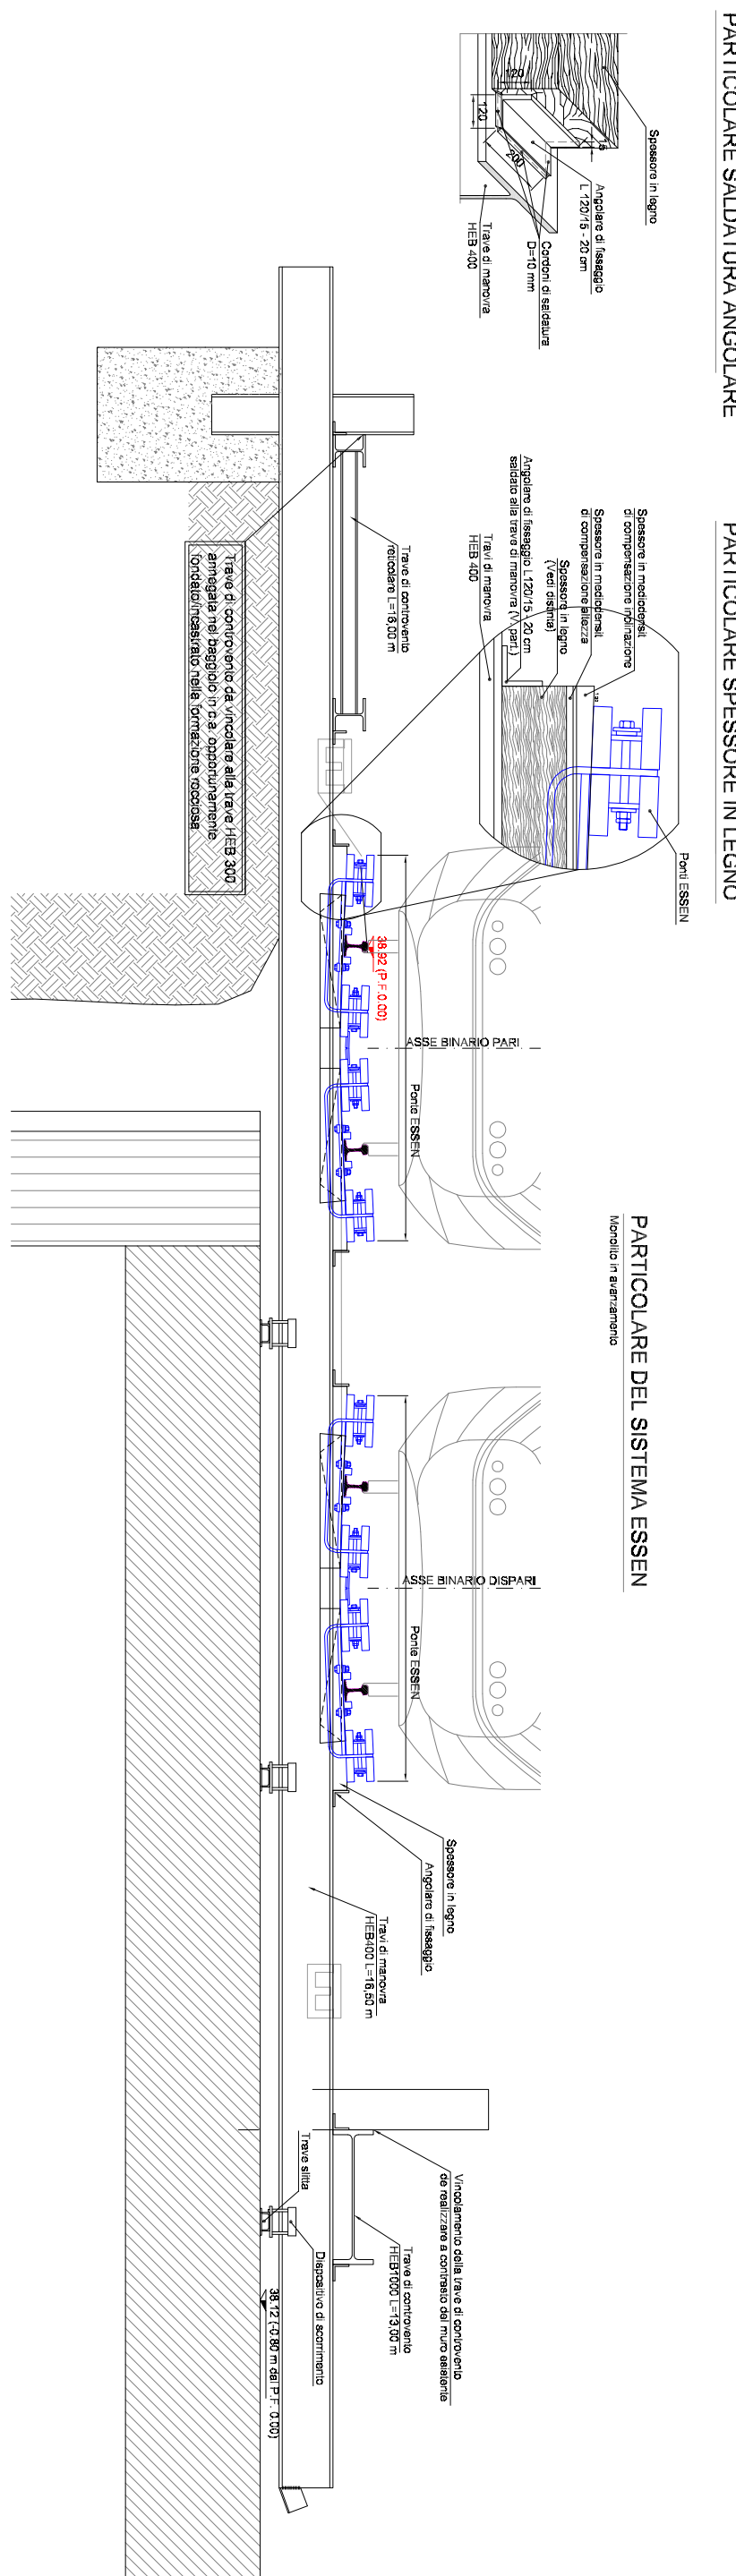 PARTICOLARE SALDATURA ANGOLARE
Spessore in legno
Angolare di fissaggio
L 120/15 - 20 cm
Cordoni di saldatura
D=10 mm
Trave di manovra
HEB 400
120
120
200
15
PARTICOLARE SPESSORE IN LEGNO
Ponti ESSEN
Spessore in mediodensit
di compensazione inclinazione
Spessore in mediodensit
di compensazione altezza
Spessore in legno
(Vedi distinta)
Angolare di fissaggio L 120/15 - 20 cm
saldato alla trave di manovra (V. part.)
Travi di manovra
HEB 400
PARTICOLARE DEL SISTEMA ESSEN
Monolito in avanzamento
Trave di controvento
reticolare L=18,00 m
Trave di controvento da vincolare alla trave HEB 300
annegata nel baggiolo in c.a. opportunamente
fondato/incastrato nella formazione rocciosa
38.92 (P.F.0.00)
ASSE BINARIO PARI
Ponte ESSEN
ASSE BINARIO DISPARI
Ponte ESSEN
Spessore in legno
Angolare di fissaggio
Travi di manovra
HEB400 L=16,50 m
Vincolamento della trave di controvento
da realizzare a contrasto del muro esistente
Trave di controvento
HEB1000 L=13,00 m
Trave slitta
Dispositivo di scorrimento
38.12 (-0.80 m dal P.F. 0.00)